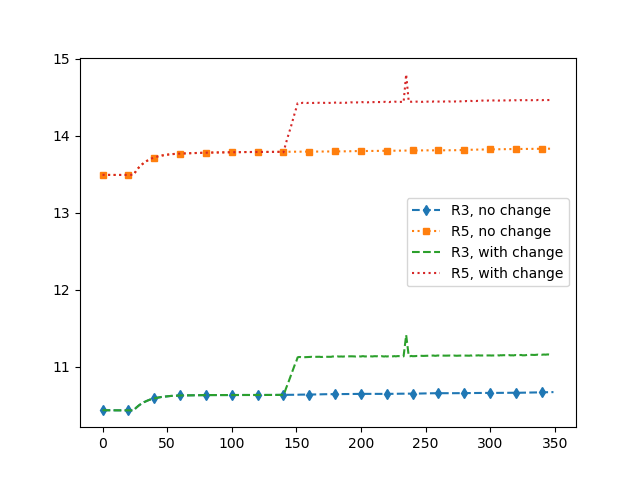 15
14
13
12
11
R3, no change
R5, no change
R3, with change
R5, with change
0 50 100 150 200 250 300 350